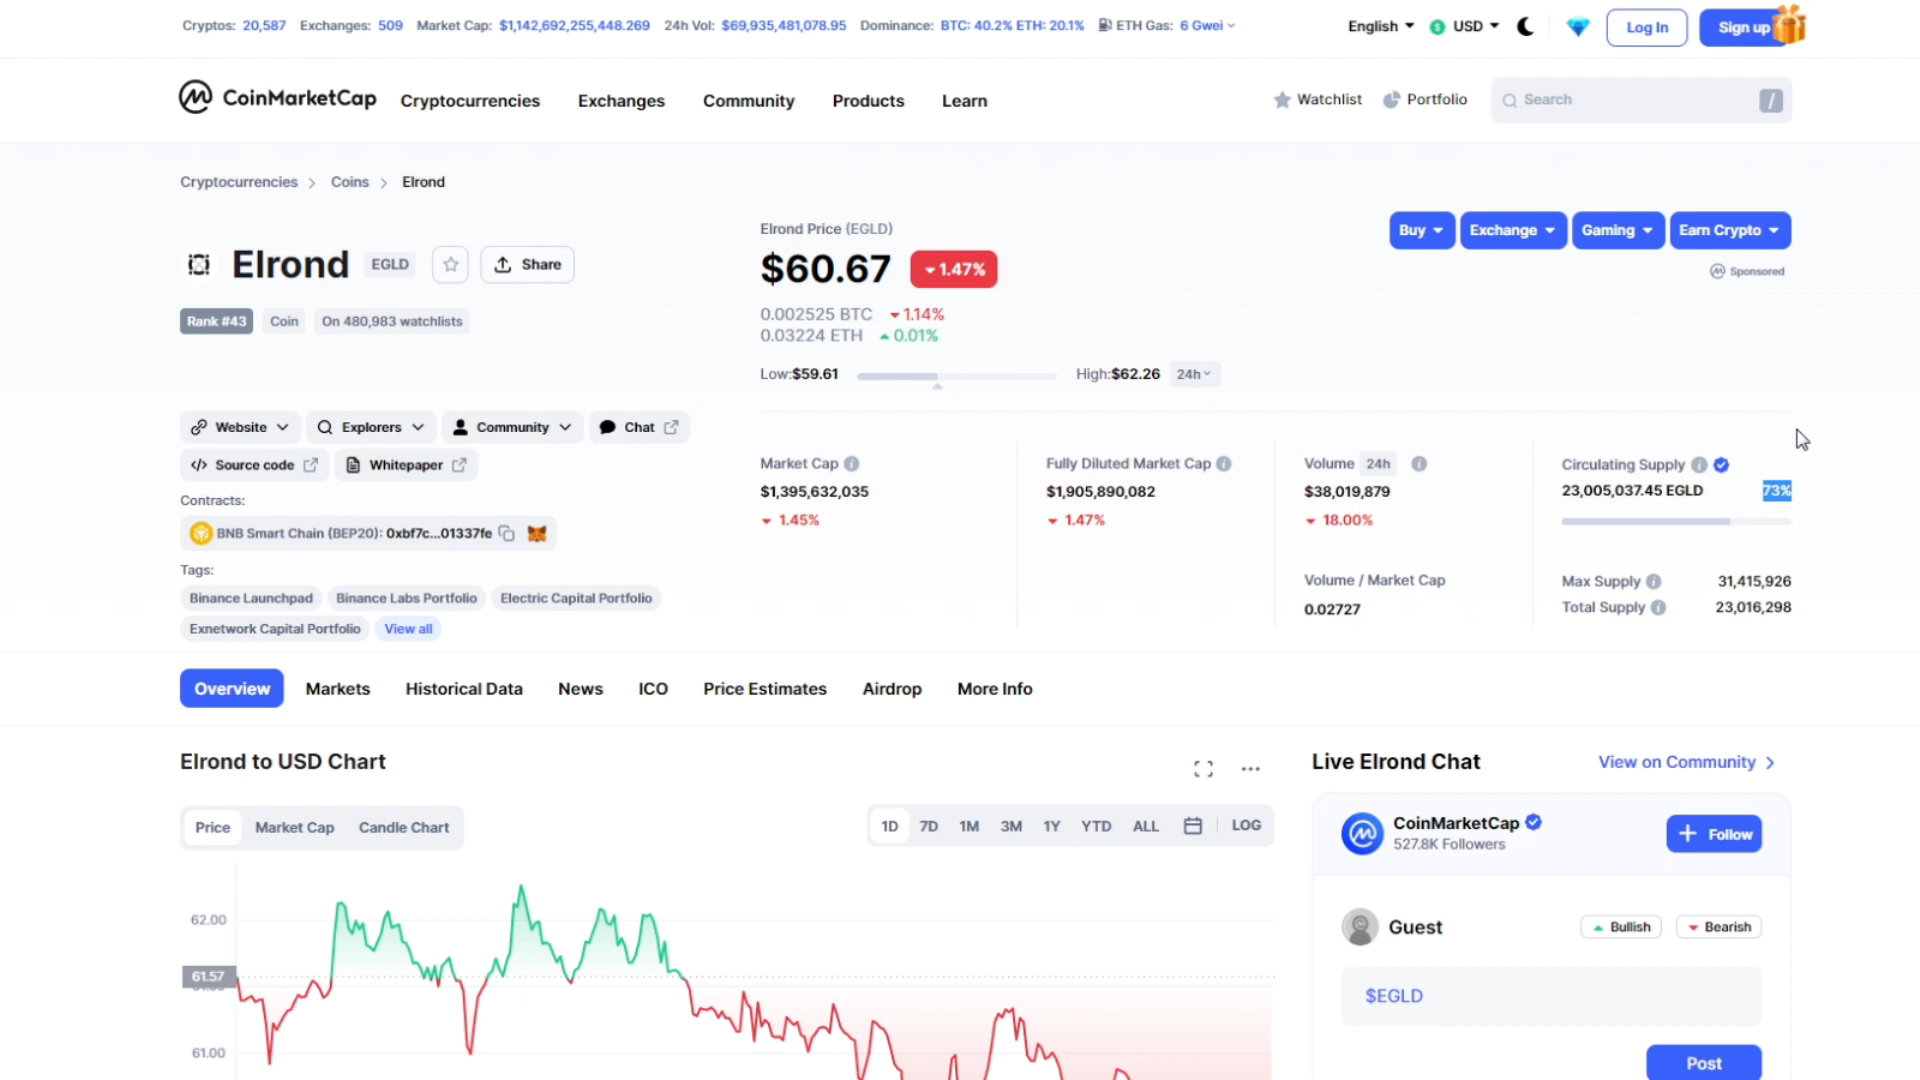 Cryptos: 20,587 Exchanges: 509 Market Cap: $1,142,692,255,448.269 24h Vol: $69,935,481,078.95 Dominance: BTC: 40.2% ETH: 20.1% ETH Gas: 6 Gwei
English USD Log In Sign up
CoinMarketCap Cryptocurrencies Exchanges Community Products Learn
Watchlist Portfolio Search /
Cryptocurrencies > Coins > Elrond
Elrond EGLD Share
Rank #43 Coin On 480,983 watchlists
Website Explorers Community Chat
Source code Whitepaper
Contracts:
BNB Smart Chain (BEP20): 0xbf7c...01337fe
Tags:
Binance Launchpad Binance Labs Portfolio Electric Capital Portfolio
Exnetwork Capital Portfolio View all
Elrond Price (EGLD)
$60.67 1.47%
0.002525 BTC 1.14%
0.03224 ETH 0.01%
Low:$59.61 High:$62.26 24h
Buy Exchange Gaming Earn Crypto
Sponsored
Market Cap
$1,395,632,035
1.45%
Fully Diluted Market Cap
$1,905,890,082
1.47%
Volume 24h
$38,019,879
18.00%
Volume / Market Cap
0.02727
Circulating Supply
23,005,037.45 EGLD 73%
Max Supply 31,415,926
Total Supply 23,016,298
Overview Markets Historical Data News ICO Price Estimates Airdrop More Info
Elrond to USD Chart
Price Market Cap Candle Chart
1D 7D 1M 3M 1Y YTD ALL LOG
62.00
61.57
61.00
Live Elrond Chat View on Community >
CoinMarketCap
527.8K Followers
+ Follow
Guest Bullish Bearish
$EGLD
Post